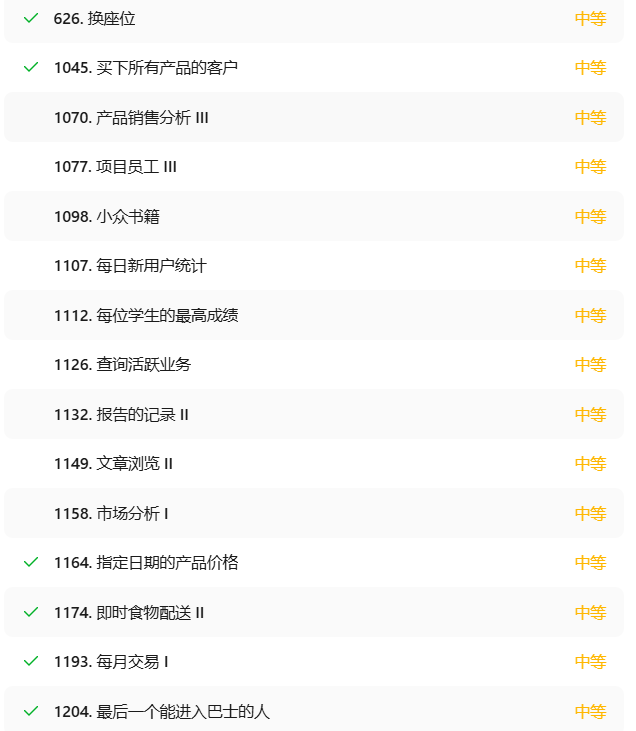 626. 换座位 中等
1045. 买下所有产品的客户 中等
1070. 产品销售分析 III 中等
1077. 项目员工 III 中等
1098. 小众书籍 中等
1107. 每日新用户统计 中等
1112. 每位学生的最高成绩 中等
1126. 查询活跃业务 中等
1132. 报告的记录 II 中等
1149. 文章浏览 II 中等
1158. 市场分析 I 中等
1164. 指定日期的产品价格 中等
1174. 即时食物配送 II 中等
1193. 每月交易 I 中等
1204. 最后一个能进入巴士的人 中等